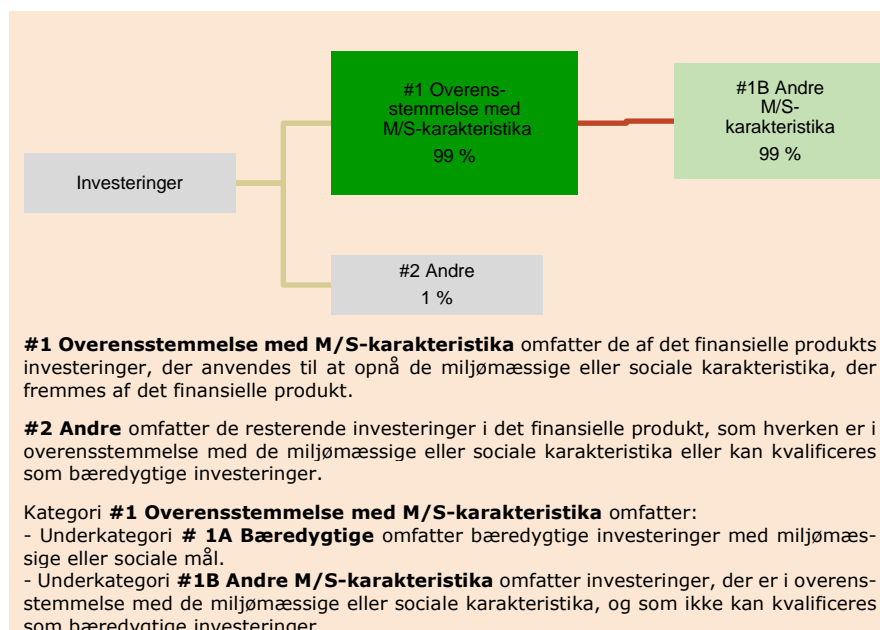 #1 Overens-
stemmelse med
M/S-karakteristika
99 %
#1B Andre
M/S-
karakteristika
99 %
Investeringer
#2 Andre
1 %
#1 Overensstemmelse med M/S-karakteristika omfatter de af det finansielle produkts
investeringer, der anvendes til at opnå de miljømæssige eller sociale karakteristika, der
fremmes af det finansielle produkt.
#2 Andre omfatter de resterende investeringer i det finansielle produkt, som hverken er i
overensstemmelse med de miljømæssige eller sociale karakteristika eller kan kvalificeres
som bæredygtige investeringer.
Kategori #1 Overensstemmelse med M/S-karakteristika omfatter:
- Underkategori # 1A Bæredygtige omfatter bæredygtige investeringer med miljømæs-
sige eller sociale mål.
- Underkategori #1B Andre M/S-karakteristika omfatter investeringer, der er i overens-
stemmelse med de miljømæssige eller sociale karakteristika, og som ikke kan kvalificeres
som bæredygtige investeringer